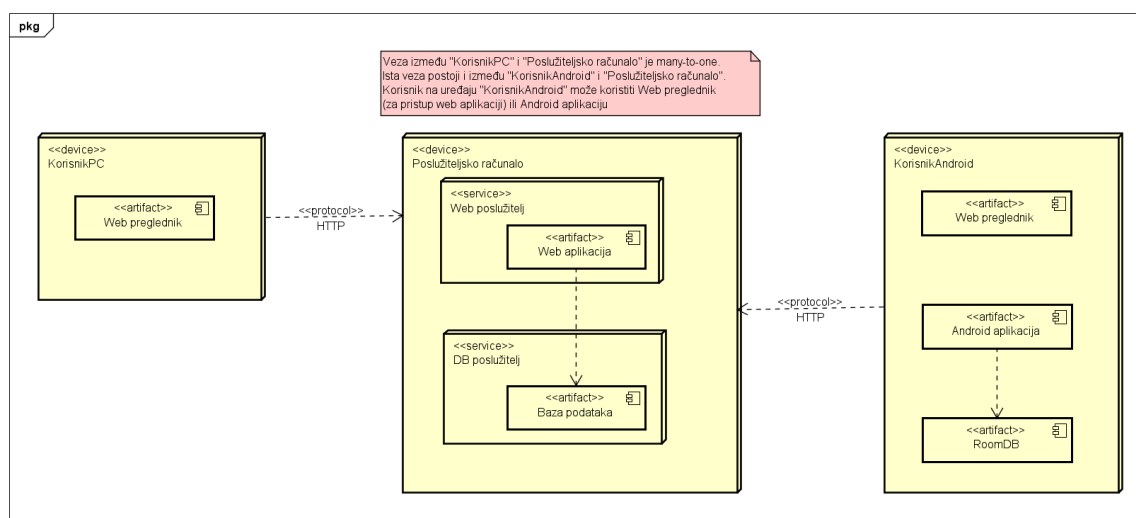 pkg
Veza između "KorisnikPC" i "Poslužiteljsko računalo" je many-to-one.
Ista veza postoji i između "KorisnikAndroid" i "Poslužiteljsko računalo".
Korisnik na uređaju "KorisnikAndroid" može koristiti Web preglednik
(za pristup web aplikaciji) ili Android aplikaciju
<<device>>
KorisnikPC
<<artifact>>
Web preglednik
<<protocol>>
HTTP
<<device>>
Poslužiteljsko računalo
<<service>>
Web poslužitelj
<<artifact>>
Web aplikacija
<<service>>
DB poslužitelj
<<artifact>>
Baza podataka
<<protocol>>
HTTP
<<device>>
KorisnikAndroid
<<artifact>>
Web preglednik
<<artifact>>
Android aplikacija
<<artifact>>
RoomDB